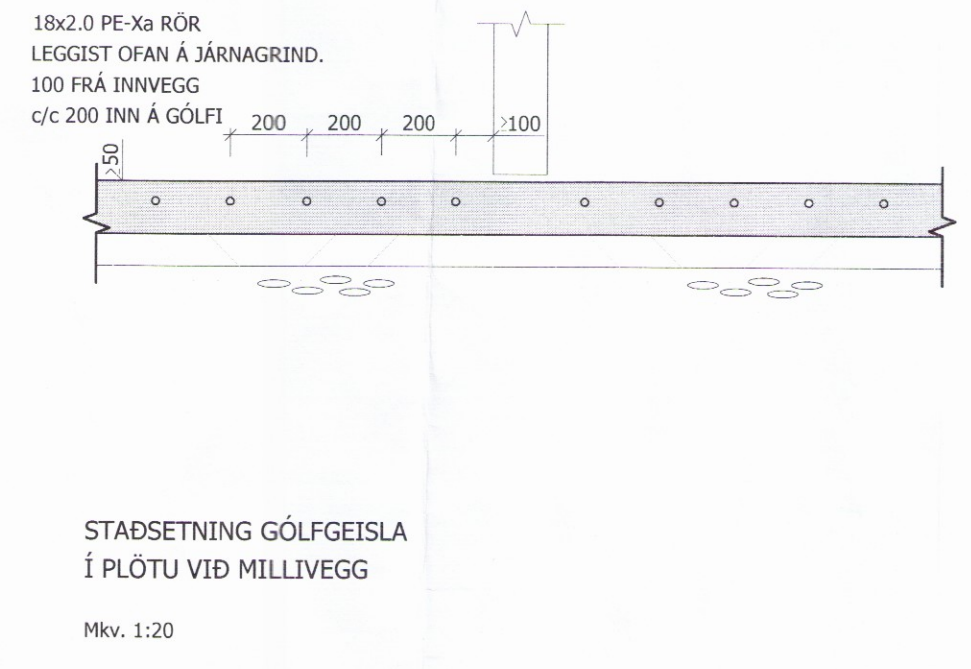 18x2.0 PE-Xa RÖR
LEGGIST OFAN Á JÁRNAGRIND.
100 FRÁ INNVEGG
c/c 200 INN Á GÓLFI
200 200 200 ≥100
≥50
STAÐSETNING GÓLFGEISLA
Í PLÖTU VIÐ MILLIVEGG
Mkv. 1:20